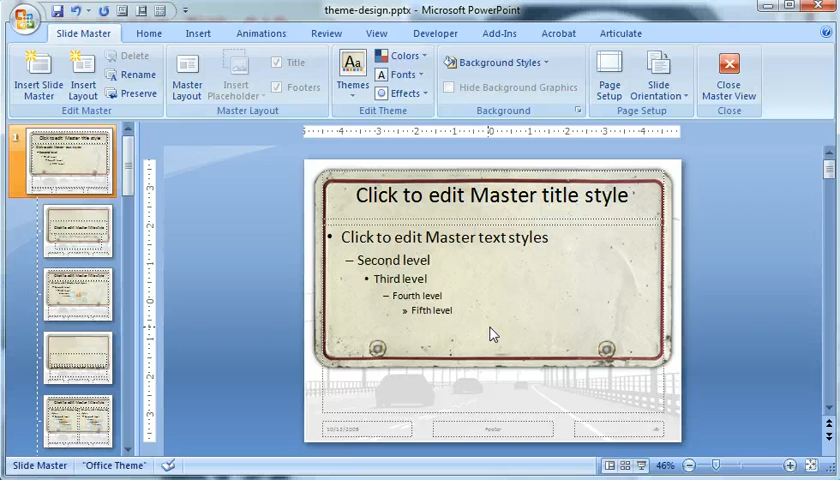 theme-design.pptx - Microsoft PowerPoint
Slide Master Home Insert Animations Review View Developer Add-Ins Acrobat Articulate
Insert Slide Master
Insert Layout
Delete
Rename
Preserve
Edit Master
Master Layout
Insert Placeholder
Title
Footers
Master Layout
Themes
Colors
Fonts
Effects
Edit Theme
Background Styles
Hide Background Graphics
Background
Page Setup
Slide Orientation
Page Setup
Close Master View
Close
1
Click to edit Master title style
• Click to edit Master text styles
– Second level
• Third level
– Fourth level
» Fifth level
Footer
Slide Master "Office Theme" 46%